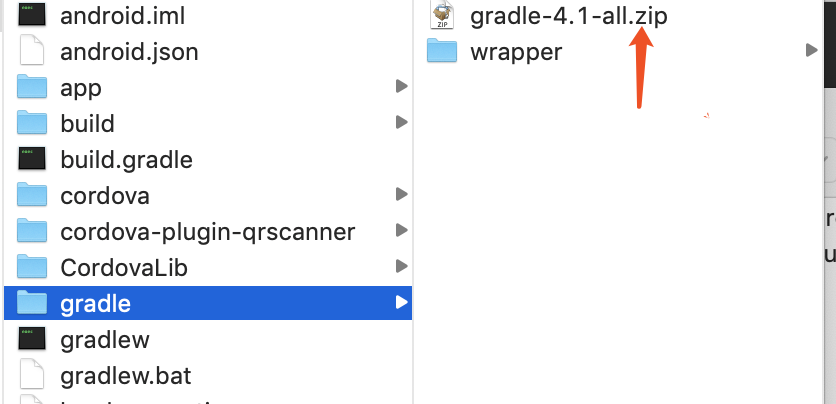 android.iml
android.json
app
build
build.gradle
cordova
cordova-plugin-qrscanner
CordovaLib
gradle
gradlew
gradlew.bat
gradle-4.1-all.zip
ZIP
wrapper